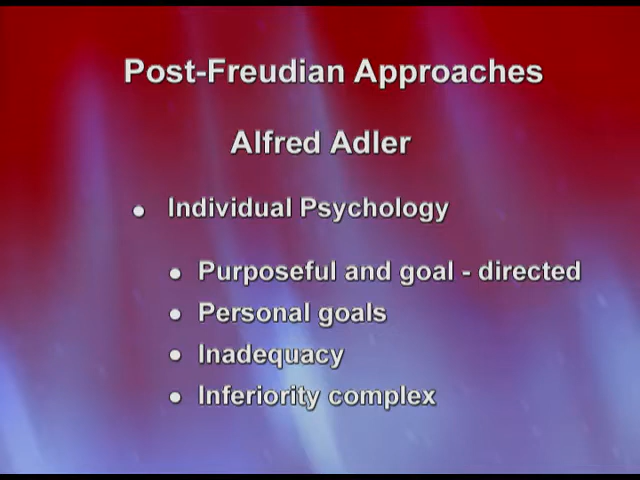 Post-Freudian Approaches
Alfred Adler
• Individual Psychology
• Purposeful and goal - directed
• Personal goals
• Inadequacy
• Inferiority complex